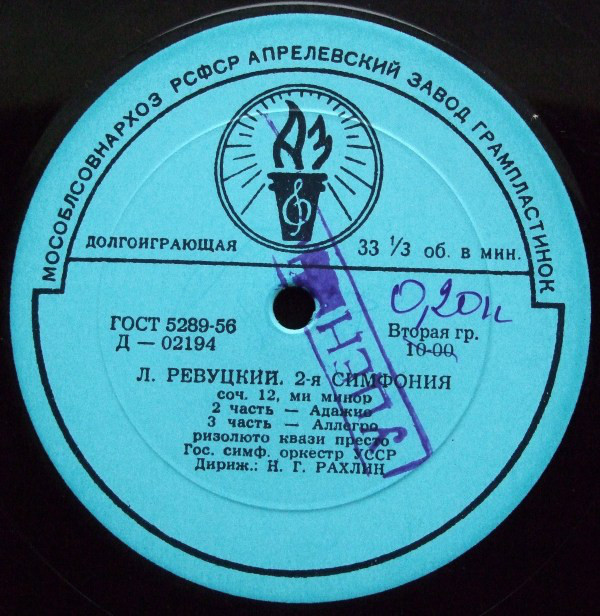 МОСОБЛСОВНАРХОЗ РСФСР АПРЕЛЕВСКИЙ ЗАВОД ГРАМПЛАСТИНОК
АЗ
ДОЛГОИГРАЮЩАЯ 33 1/3 об. в мин.
0,20к
ГОСТ 5289-56 Вторая гр.
Д — 02194 10-00
Л. РЕВУЦКИЙ. 2-я СИМФОНИЯ
соч. 12, ми минор
2 часть — Адажио
3 часть — Аллегро
ризолюто квази престо
Гос. симф. оркестр УССР
Дириж.: Н. Г. РАХЛИН